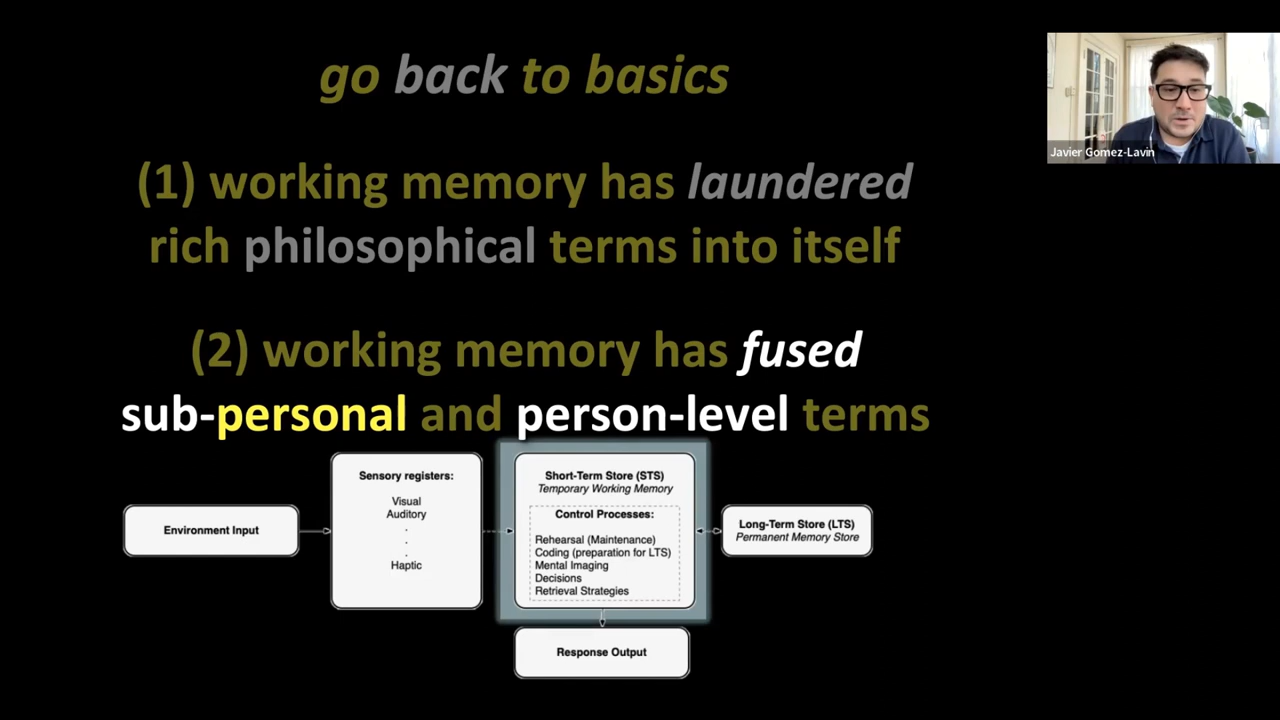 go back to basics
(1) working memory has laundered
rich philosophical terms into itself
(2) working memory has fused
sub-personal and person-level terms
Environment Input
Sensory registers:
Visual
Auditory
.
.
.
Haptic
Short-Term Store (STS)
Temporary Working Memory
Control Processes:
Rehearsal (Maintenance)
Coding (preparation for LTS)
Mental Imaging
Decisions
Retrieval Strategies
Long-Term Store (LTS)
Permanent Memory Store
Response Output
Javier Gomez-Lavin